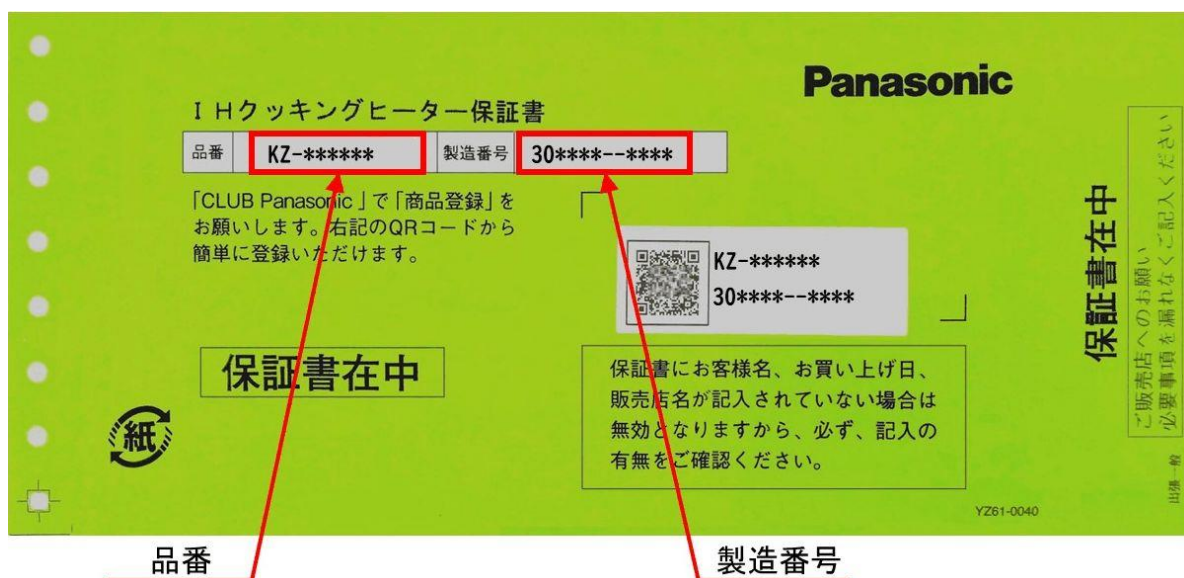 Panasonic
IHクッキングヒーター保証書
品番 KZ-****** 製造番号 30****--****
「CLUB Panasonic」で「商品登録」を
お願いします。右記のQRコードから
簡単に登録いただけます。
KZ-******
30****--****
保証書在中
保証書にお客様名、お買い上げ日、
販売店名が記入されていない場合は
無効となりますから、必ず、記入の
有無をご確認ください。
紙
YZ61-0040
保証書在中
ご販売店へのお願い
必要事項を漏れなくご記入ください
出張一般
品番
製造番号